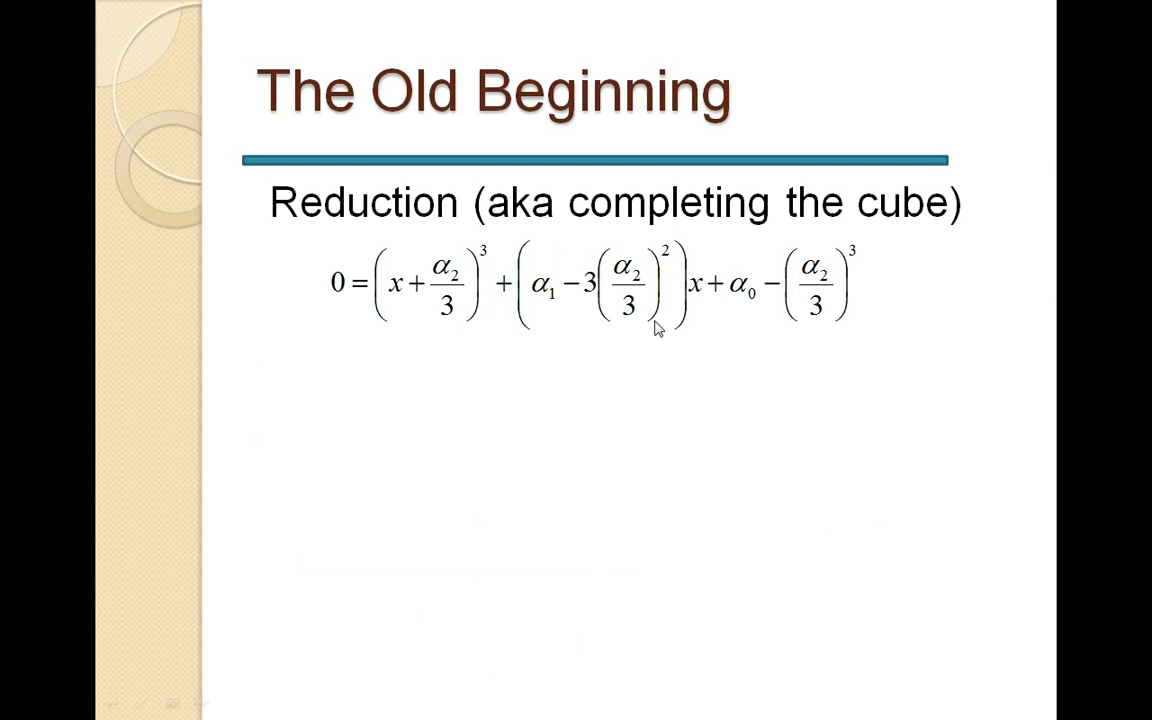 The Old Beginning
Reduction (aka completing the cube)
0 = (x + α₂/3)³ + (α₁ − 3(α₂/3)²)x + α₀ − (α₂/3)³